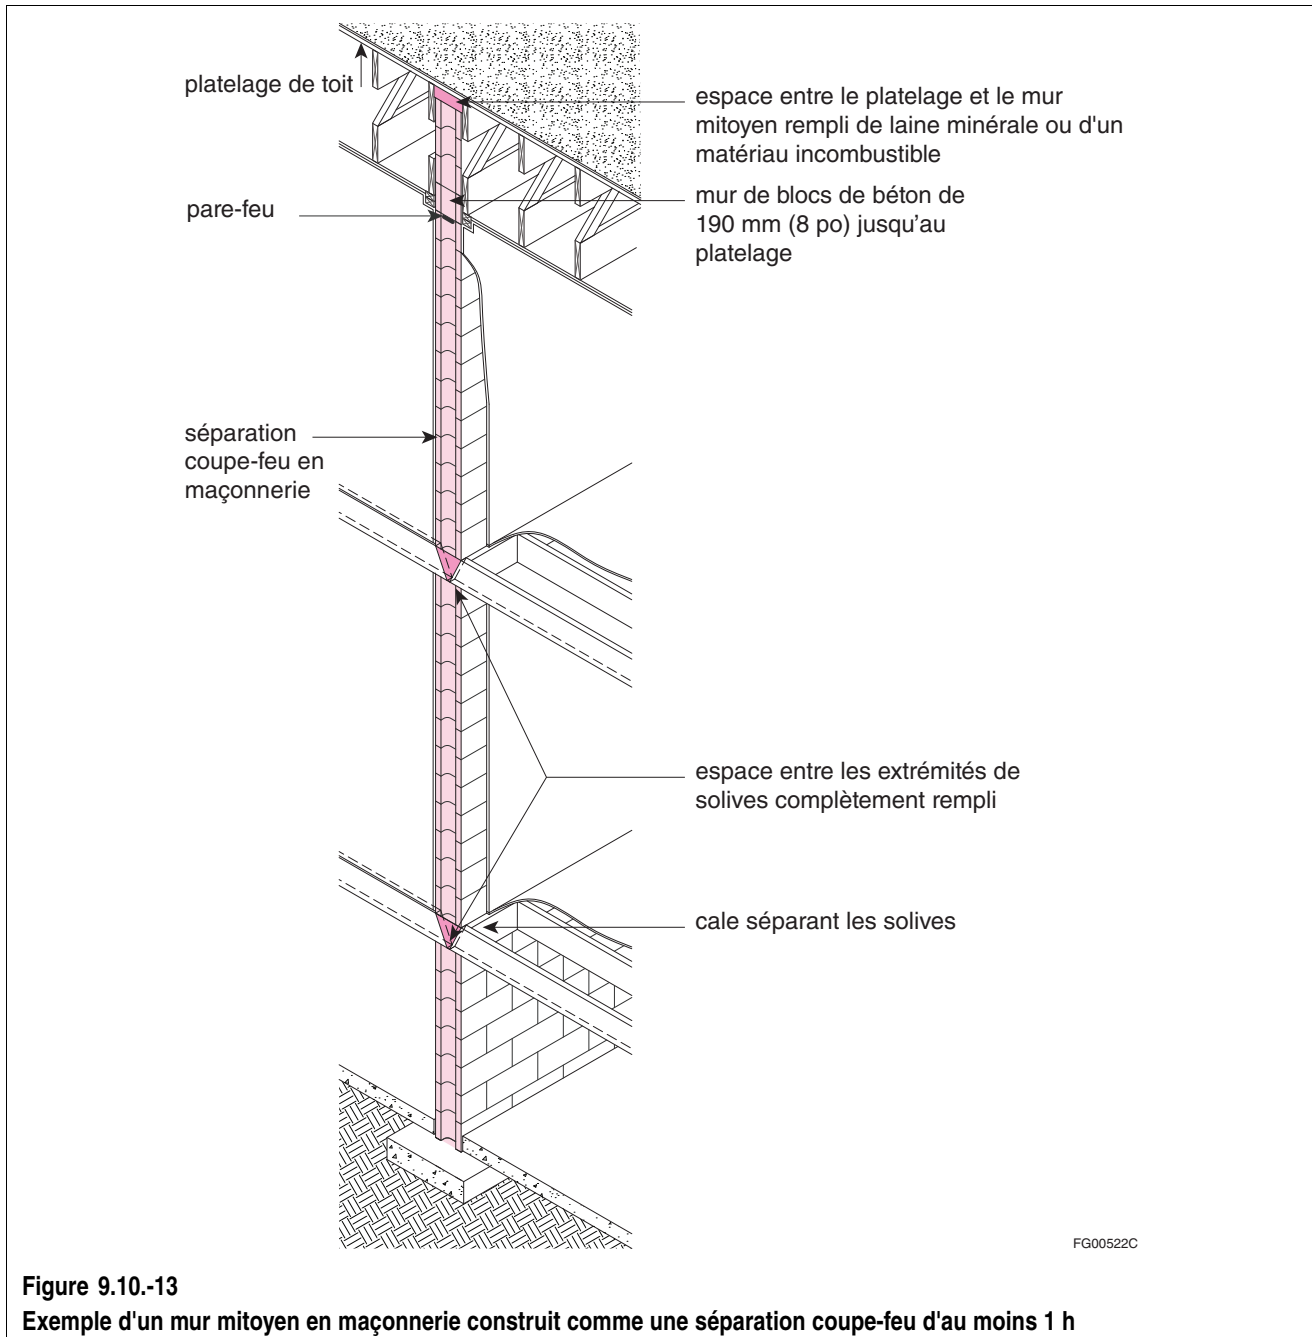 platelage de toit
espace entre le platelage et le mur
mitoyen rempli de laine minérale ou d'un
matériau incombustible
pare-feu
mur de blocs de béton de
190 mm (8 po) jusqu'au
platelage
séparation
coupe-feu en
maçonnerie
espace entre les extrémités de
solives complètement rempli
cale séparant les solives
FG00522C
Figure 9.10.-13
Exemple d'un mur mitoyen en maçonnerie construit comme une séparation coupe-feu d'au moins 1 h